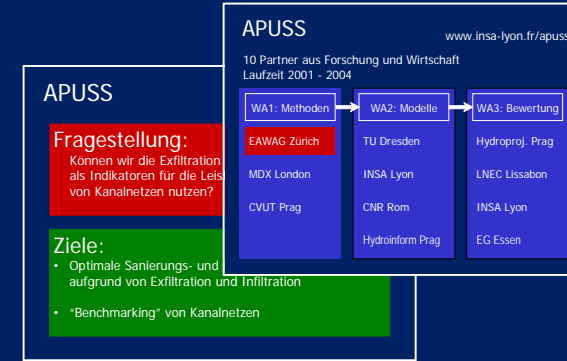 APUSS
www.insa-lyon.fr/apuss
10 Partner aus Forschung und Wirtschaft
Laufzeit 2001 - 2004
WA1: Methoden
WA2: Modelle
WA3: Bewertung
EAWAG Zürich
TU Dresden
Hydroproj. Prag
MDX London
INSA Lyon
LNEC Lissabon
CVUT Prag
CNR Rom
INSA Lyon
Hydroinform Prag
EG Essen
APUSS
Fragestellung:
Können wir die Exfiltration
als Indikatoren für die
von Kanalnetzen nutzen?
Ziele:
• Optimale Sanierungs- und
aufgrund von Exfiltration und Infiltration
• "Benchmarking" von Kanalnetzen